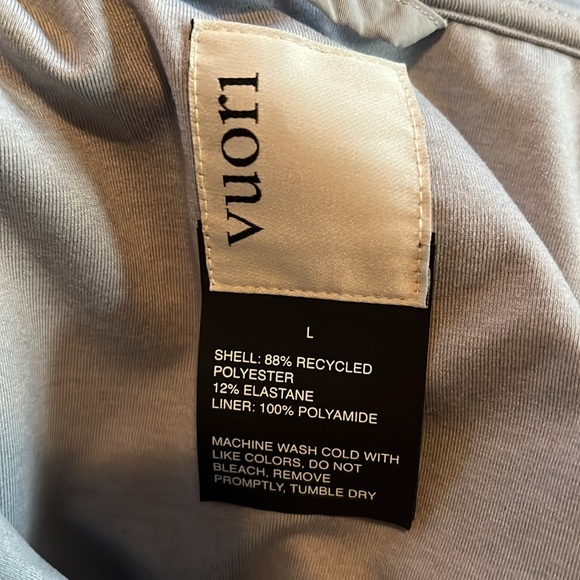 vuori
L
SHELL: 88% RECYCLED
POLYESTER
12% ELASTANE
LINER: 100% POLYAMIDE
MACHINE WASH COLD WITH
LIKE COLORS, DO NOT
BLEACH, REMOVE
PROMPTLY, TUMBLE DRY